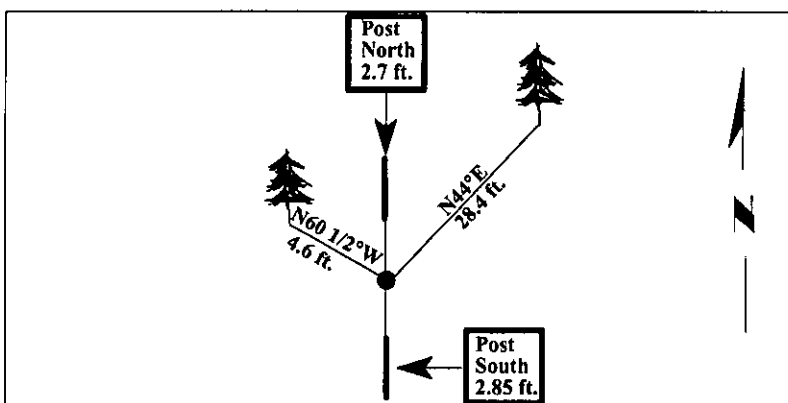 Post
North
2.7 ft.
N44°E
28.4 ft.
N60 1/2°W
4.6 ft.
N
Post
South
2.85 ft.